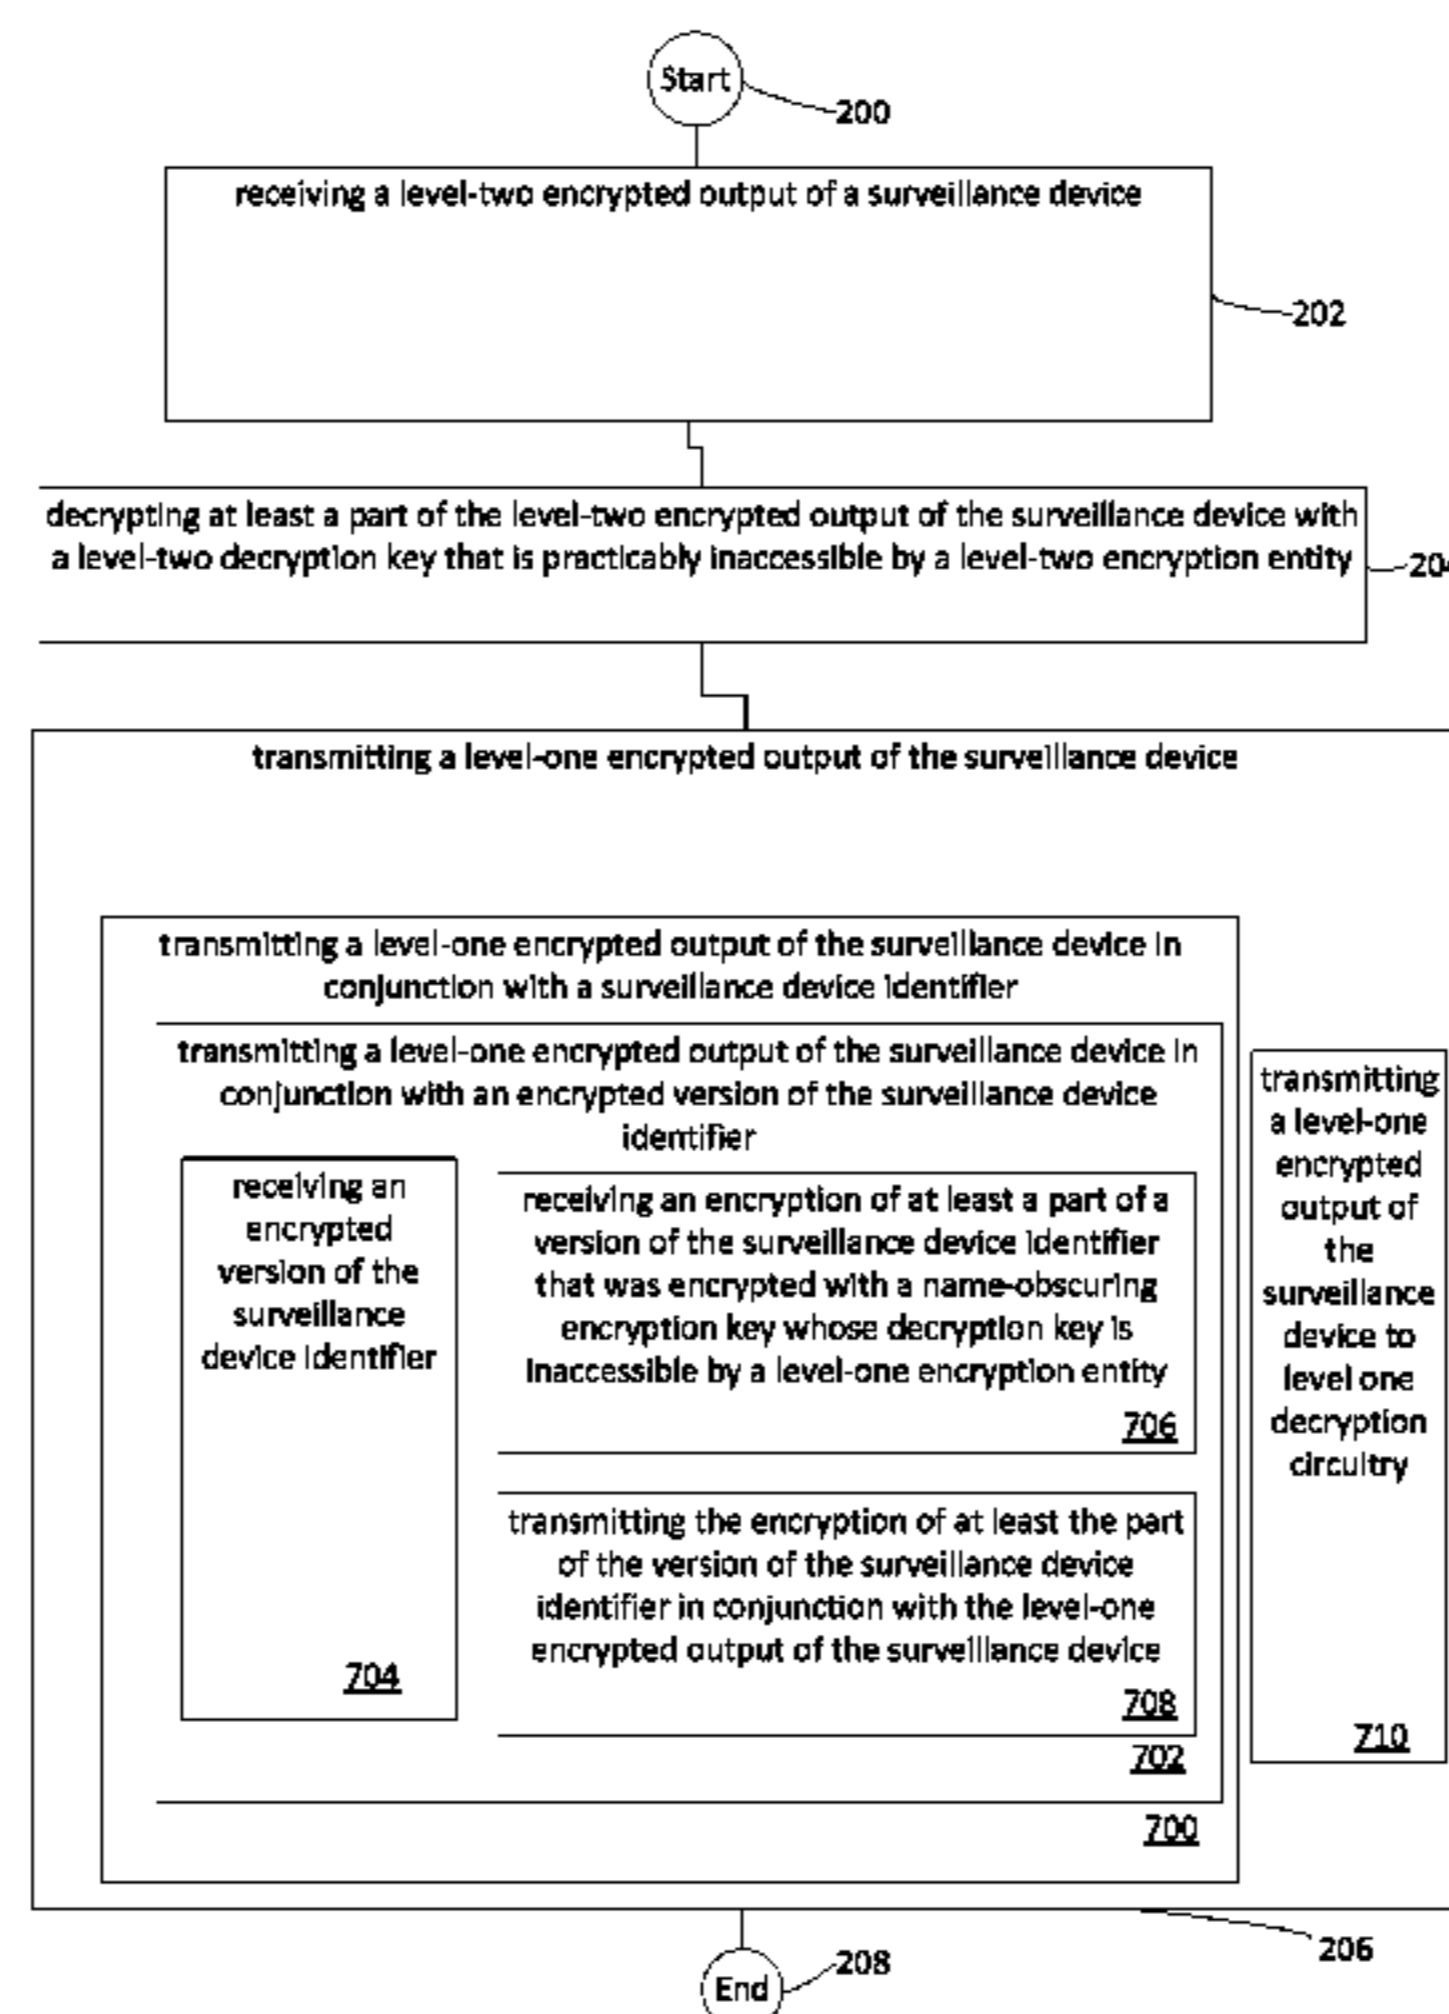 Start
200
receiving a level-two encrypted output of a surveillance device
202
decrypting at least a part of the level-two encrypted output of the surveillance device with
a level-two decryption key that is practicably inaccessible by a level-two encryption entity
204
transmitting a level-one encrypted output of the surveillance device
transmitting a level-one encrypted output of the surveillance device in
conjunction with a surveillance device identifier
transmitting a level-one encrypted output of the surveillance device in
conjunction with an encrypted version of the surveillance device
identifier
receiving an
encrypted
version of the
surveillance
device identifier
704
receiving an encryption of at least a part of a
version of the surveillance device identifier
that was encrypted with a name-obscuring
encryption key whose decryption key is
inaccessible by a level-one encryption entity
706
transmitting the encryption of at least the part
of the version of the surveillance device
identifier in conjunction with the level-one
encrypted output of the surveillance device
708
702
700
transmitting
a level-one
encrypted
output of
the
surveillance
device to
level one
decryption
circuitry
710
206
End
208